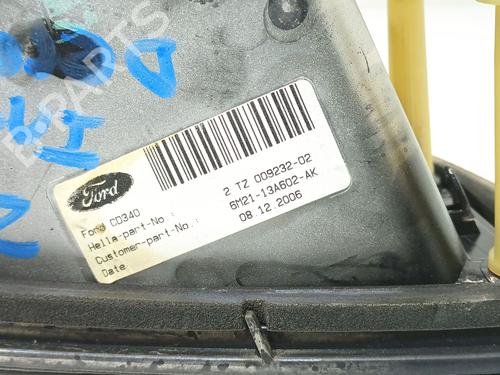 B-PARTS
Ford
Ford CD340
Hella-part-No.: 2 TZ 009232-02
Customer-part-No.: 6M21-13A602-AK
Date 08.12.2006